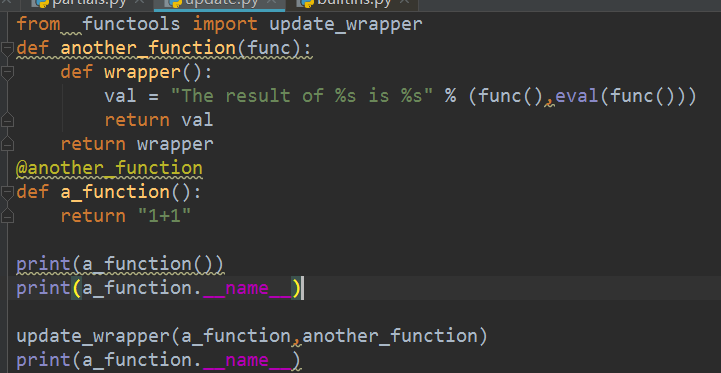 partials.py × update.py × builtins.py ×
from functools import update_wrapper
def another_function(func):
    def wrapper():
        val = "The result of %s is %s" % (func(),eval(func()))
        return val
    return wrapper
@another_function
def a_function():
    return "1+1"
print(a_function())
print(a_function.__name__)
update_wrapper(a_function,another_function)
print(a_function.__name__)